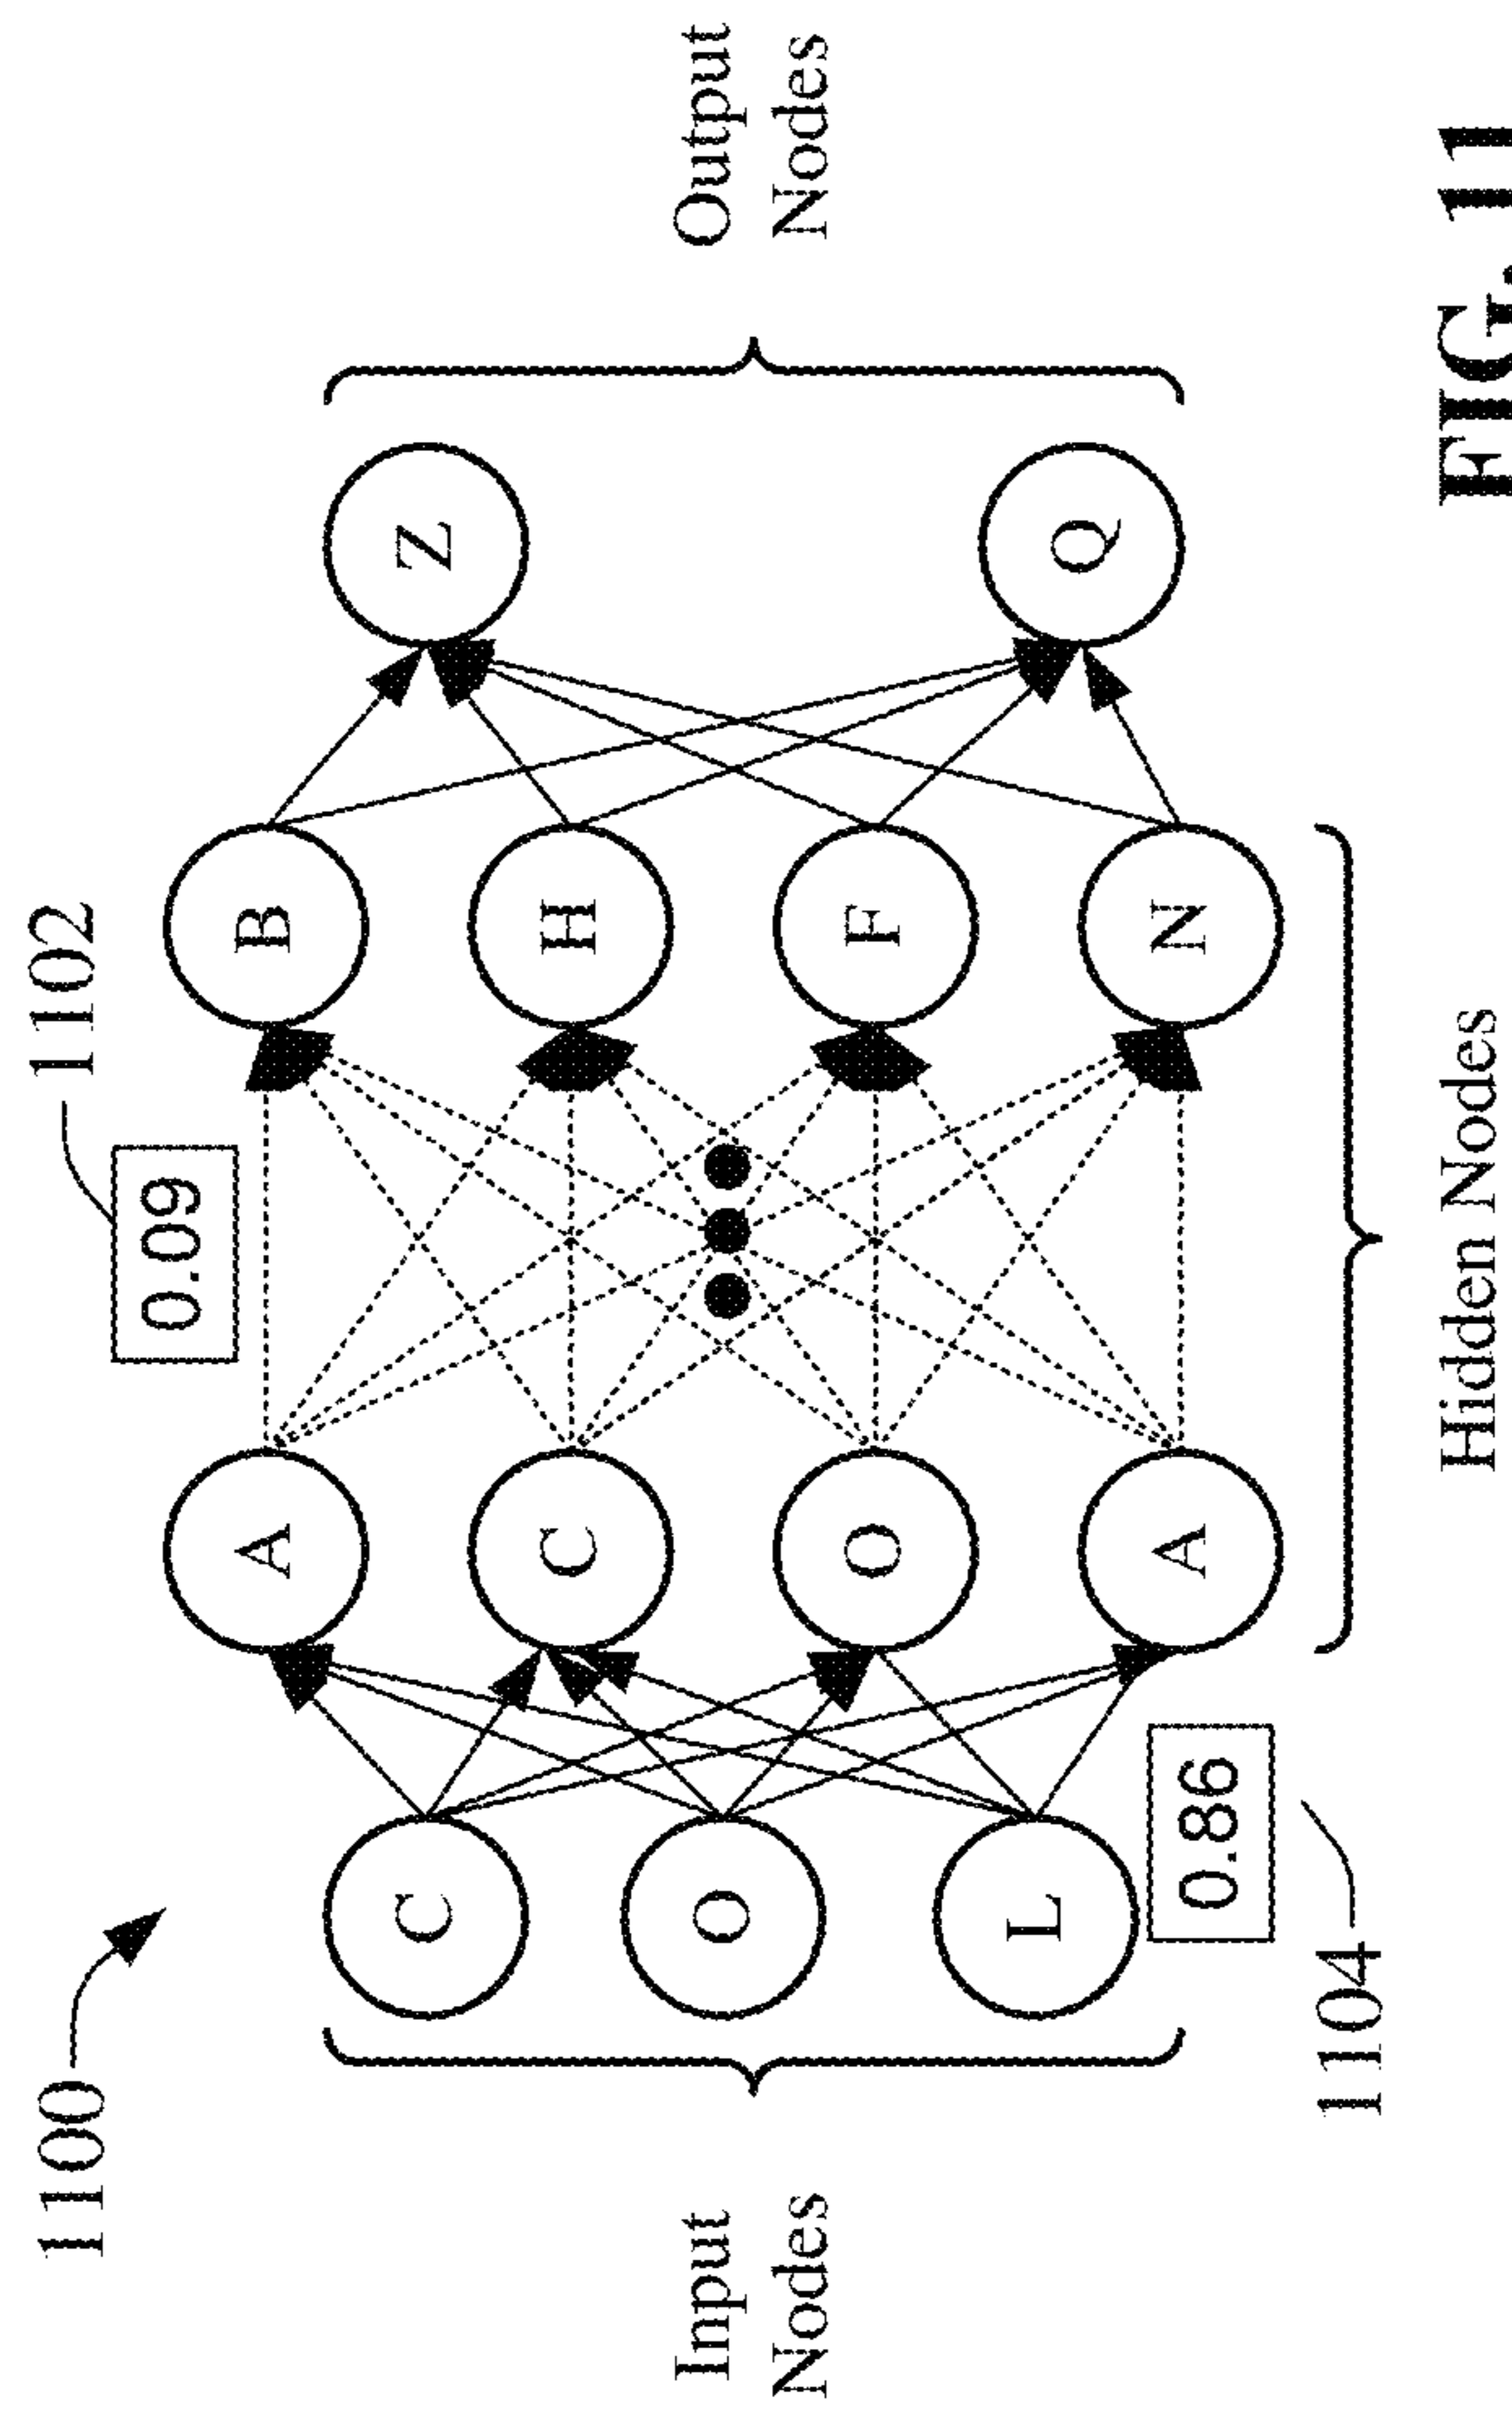 1100
1102
0.09
Input
Nodes
C
O
L
A
C
O
A
B
H
F
N
Z
Q
Output
Nodes
0.86
1104
Hidden Nodes
FIG. 11